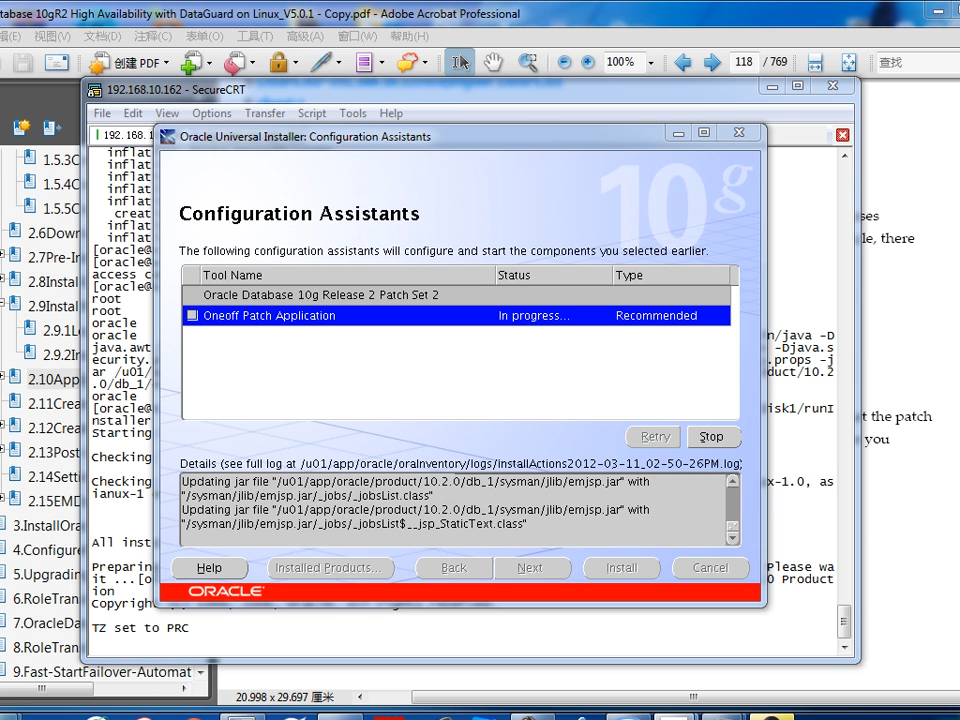 tabase 10gR2 High Availability with DataGuard on Linux_V5.0.1 - Copy.pdf - Adobe Acrobat Professional
视图(V) 文档(D) 注释(C) 表单(O) 工具(T) 高级(A) 窗口(W) 帮助(H)
创建 PDF
100%
118 / 769
查找
192.168.10.162 - SecureCRT
File Edit View Options Transfer Script Tools Help
192.168.1
Oracle Universal Installer: Configuration Assistants
10g
Configuration Assistants
The following configuration assistants will configure and start the components you selected earlier.
Tool Name Status Type
Oracle Database 10g Release 2 Patch Set 2
Oneoff Patch Application In progress... Recommended
Retry Stop
Details (see full log at /u01/app/oracle/oraInventory/logs/installActions2012-03-11_02-50-26PM.log)
Updating jar file "/u01/app/oracle/product/10.2.0/db_1/sysman/jlib/emjsp.jar" with
"/sysman/jlib/emjsp.jar/_jobs/_jobsList.class"
Updating jar file "/u01/app/oracle/product/10.2.0/db_1/sysman/jlib/emjsp.jar" with
"/sysman/jlib/emjsp.jar/_jobs/_jobsList$__jsp_StaticText.class"
Help Installed Products... Back Next Install Cancel
ORACLE
inflat
inflat
inflat
inflat
inflat
creat
inflat
inflat
[oracle@
[oracle@
access c
root
root
oracle
oracle
n/java -D
java.awt
-Djava.s
ecurity.
.props -j
ar /u01/
oduct/10.2
.0/db_1/
oracle
[oracle@
isk1/runI
nstaller
Starting
Checking
Checking
x-1.0, as
ianux-1
All inst
Preparin
Please wa
it ...[o
0 Product
ion
Copyrigh
TZ set to PRC
1.5.3C
1.5.4C
1.5.5C
2.6Down
2.7Pre-In
2.8Instal
2.9Instal
2.9.1L
2.9.2In
2.10App
2.11Crea
2.12Crea
2.13Post
2.14Setti
2.15EMD
3.InstallOra
4.Configure
5.Upgradin
6.RoleTran
7.OracleDa
8.RoleTran
9.Fast-StartFailover-Automat
ses
le, there
t the patch
you
20.998 x 29.697 厘米